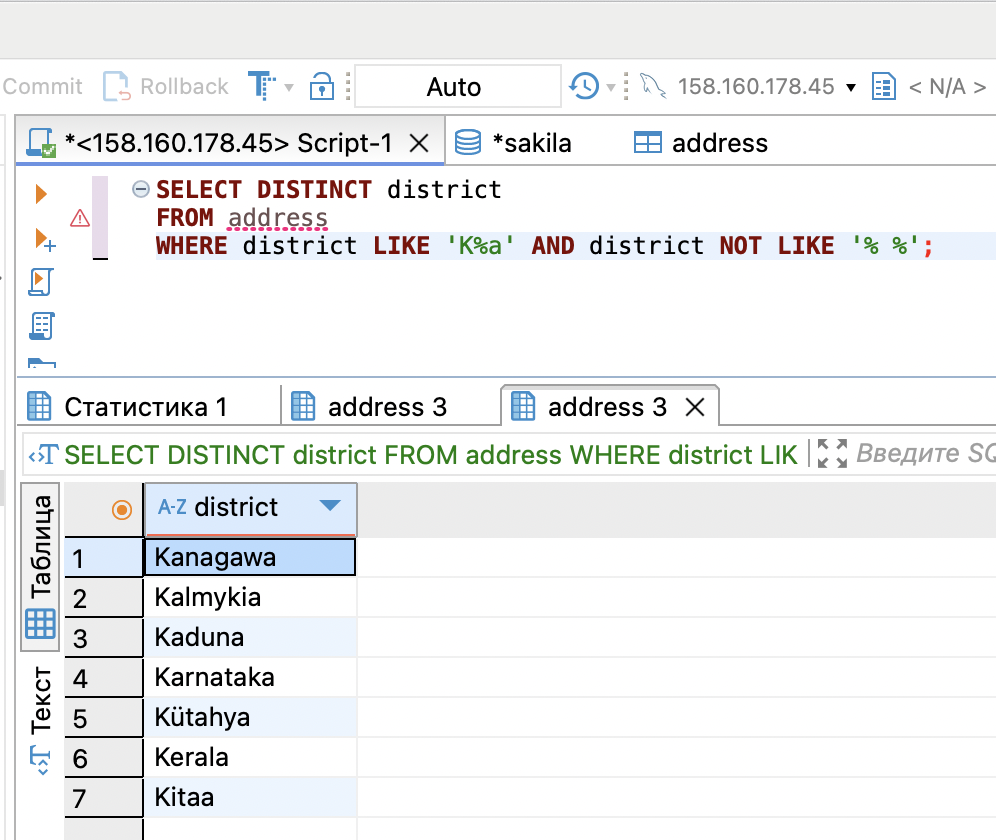 Commit Rollback Auto 158.160.178.45 < N/A >
*<158.160.178.45> Script-1 *sakila address
SELECT DISTINCT district
FROM address
WHERE district LIKE 'K%a' AND district NOT LIKE '% %';
Статистика 1 address 3 address 3
SELECT DISTINCT district FROM address WHERE district LIK Введите SQ
Таблица
Текст
A-Z district
1 Kanagawa
2 Kalmykia
3 Kaduna
4 Karnataka
5 Kütahya
6 Kerala
7 Kitaa